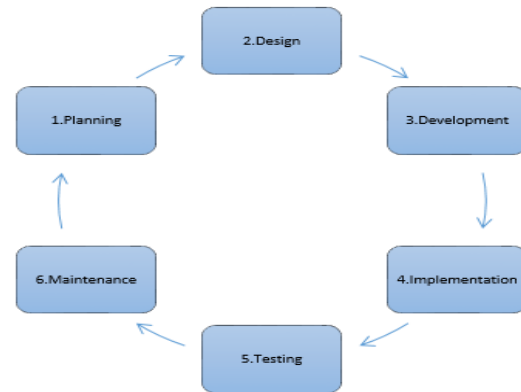 1.Planning
2.Design
3.Development
4.Implementation
5.Testing
6.Maintenance